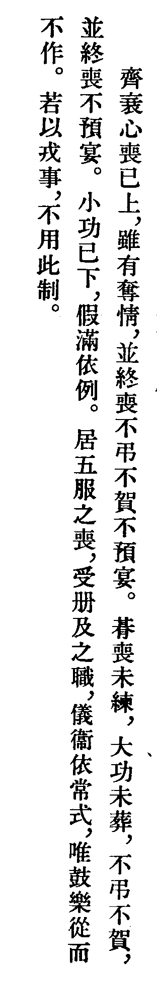 齊衰心喪已上，雖有奪情，並終喪不弔不賀不預宴。朞喪未練，大功未葬，不弔不賀，
並終喪不預宴。小功已下，假滿依例。居五服之喪，受册及之職，儀衞依常式，唯鼓樂從而
不作。若以戎事，不用此制。